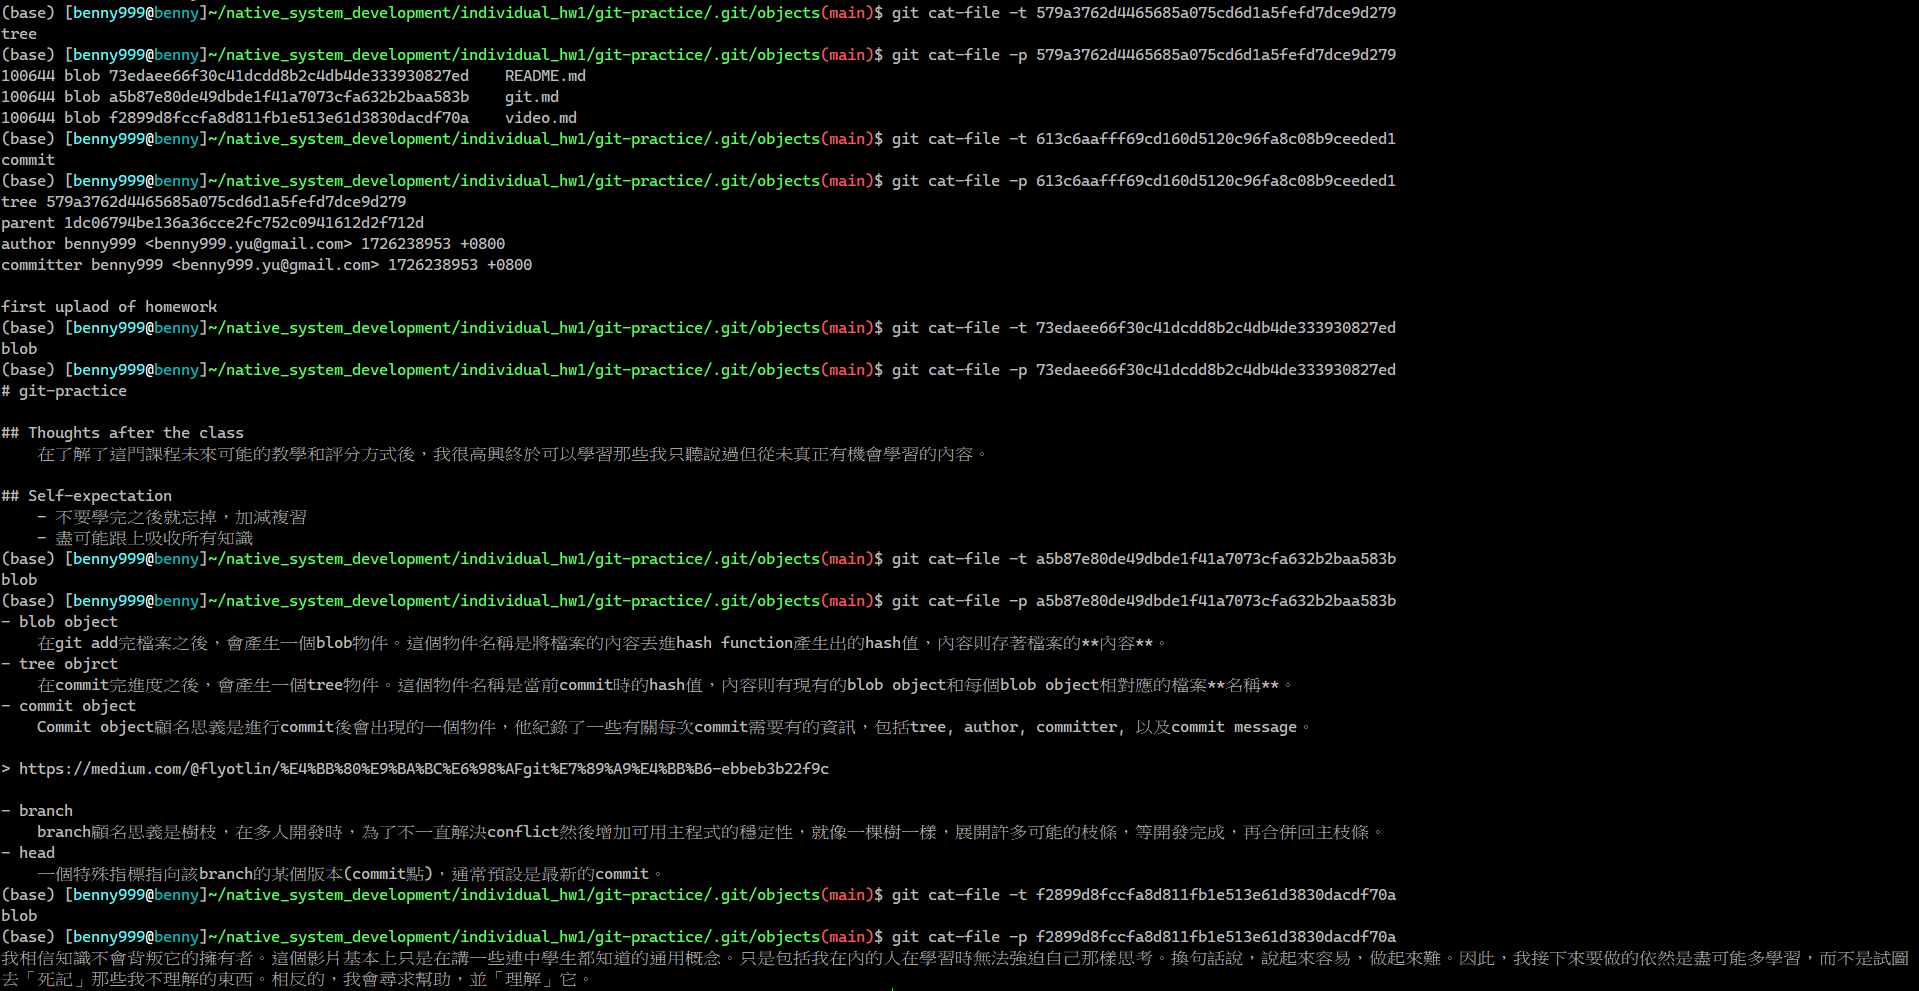 (base) [benny999@benny]~/native_system_development/individual_hw1/git-practice/.git/objects(main)$ git cat-file -t 579a3762d4465685a075cd6d1a5fefd7dce9d279
tree
(base) [benny999@benny]~/native_system_development/individual_hw1/git-practice/.git/objects(main)$ git cat-file -p 579a3762d4465685a075cd6d1a5fefd7dce9d279
100644 blob 73edaee66f30c41dcdd8b2c4db4de333930827ed    README.md
100644 blob a5b87e80de49dbde1f41a7073cfa632b2baa583b    git.md
100644 blob f2899d8fccfa8d811fb1e513e61d3830dacdf70a    video.md
(base) [benny999@benny]~/native_system_development/individual_hw1/git-practice/.git/objects(main)$ git cat-file -t 613c6aafff69cd160d5120c96fa8c08b9ceeded1
commit
(base) [benny999@benny]~/native_system_development/individual_hw1/git-practice/.git/objects(main)$ git cat-file -p 613c6aafff69cd160d5120c96fa8c08b9ceeded1
tree 579a3762d4465685a075cd6d1a5fefd7dce9d279
parent 1dc06794be136a36cce2fc752c0941612d2f712d
author benny999 <benny999.yu@gmail.com> 1726238953 +0800
committer benny999 <benny999.yu@gmail.com> 1726238953 +0800

first uplaod of homework
(base) [benny999@benny]~/native_system_development/individual_hw1/git-practice/.git/objects(main)$ git cat-file -t 73edaee66f30c41dcdd8b2c4db4de333930827ed
blob
(base) [benny999@benny]~/native_system_development/individual_hw1/git-practice/.git/objects(main)$ git cat-file -p 73edaee66f30c41dcdd8b2c4db4de333930827ed
# git-practice

## Thoughts after the class
    在了解了這門課程未來可能的教學和評分方式後，我很高興終於可以學習那些我只聽說過但從未真正有機會學習的內容。

## Self-expectation
    - 不要學完之後就忘掉，加減複習
    - 盡可能跟上吸收所有知識
(base) [benny999@benny]~/native_system_development/individual_hw1/git-practice/.git/objects(main)$ git cat-file -t a5b87e80de49dbde1f41a7073cfa632b2baa583b
blob
(base) [benny999@benny]~/native_system_development/individual_hw1/git-practice/.git/objects(main)$ git cat-file -p a5b87e80de49dbde1f41a7073cfa632b2baa583b
- blob object
    在git add完檔案之後，會產生一個blob物件。這個物件名稱是將檔案的內容丟進hash function產生出的hash值，內容則存著檔案的**內容**。
- tree objrct
    在commit完進度之後，會產生一個tree物件。這個物件名稱是當前commit時的hash值，內容則有現有的blob object和每個blob object相對應的檔案**名稱**。
- commit object
    Commit object顧名思義是進行commit後會出現的一個物件，他紀錄了一些有關每次commit需要有的資訊，包括tree, author, committer, 以及commit message。

> https://medium.com/@flyotlin/%E4%BB%80%E9%BA%BC%E6%98%AFgit%E7%89%A9%E4%BB%B6-ebbeb3b22f9c

- branch
    branch顧名思義是樹枝，在多人開發時，為了不一直解決conflict然後增加可用主程式的穩定性，就像一棵樹一樣，展開許多可能的枝條，等開發完成，再合併回主枝條。
- head
    一個特殊指標指向該branch的某個版本(commit點)，通常預設是最新的commit。
(base) [benny999@benny]~/native_system_development/individual_hw1/git-practice/.git/objects(main)$ git cat-file -t f2899d8fccfa8d811fb1e513e61d3830dacdf70a
blob
(base) [benny999@benny]~/native_system_development/individual_hw1/git-practice/.git/objects(main)$ git cat-file -p f2899d8fccfa8d811fb1e513e61d3830dacdf70a
我相信知識不會背叛它的擁有者。這個影片基本上只是在講一些連中學生都知道的通用概念。只是包括我在內的人在學習時無法強迫自己那樣思考。換句話說，說起來容易，做起來難。因此，我接下來要做的依然是盡可能多學習，而不是試圖
去「死記」那些我不理解的東西。相反的，我會尋求幫助，並「理解」它。